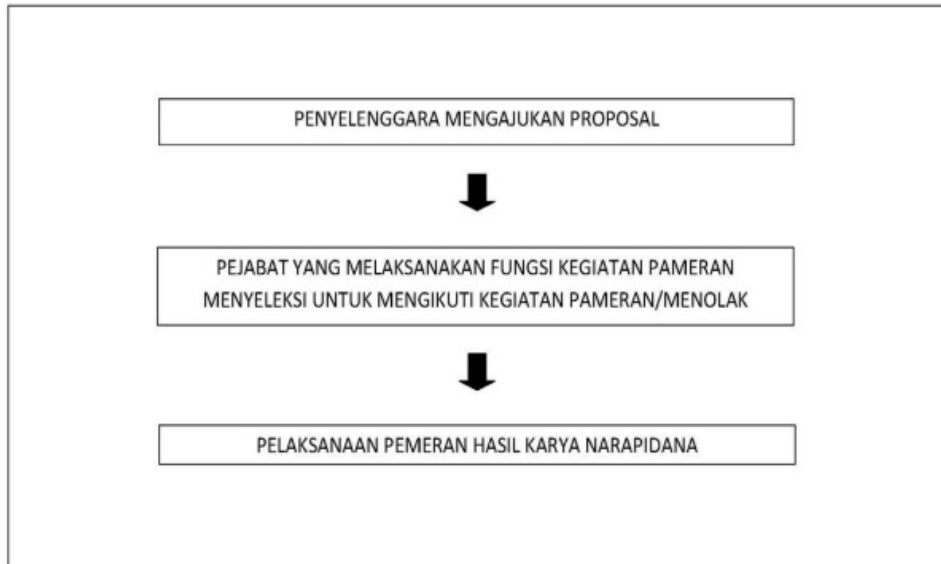 PENYELENGGARA MENGAJUKAN PROPOSAL
PEJABAT YANG MELAKSANAKAN FUNGSI KEGIATAN PAMERAN
MENYELEKSI UNTUK MENGIKUTI KEGIATAN PAMERAN/MENOLAK
PELAKSANAAN PEMERAN HASIL KARYA NARAPIDANA